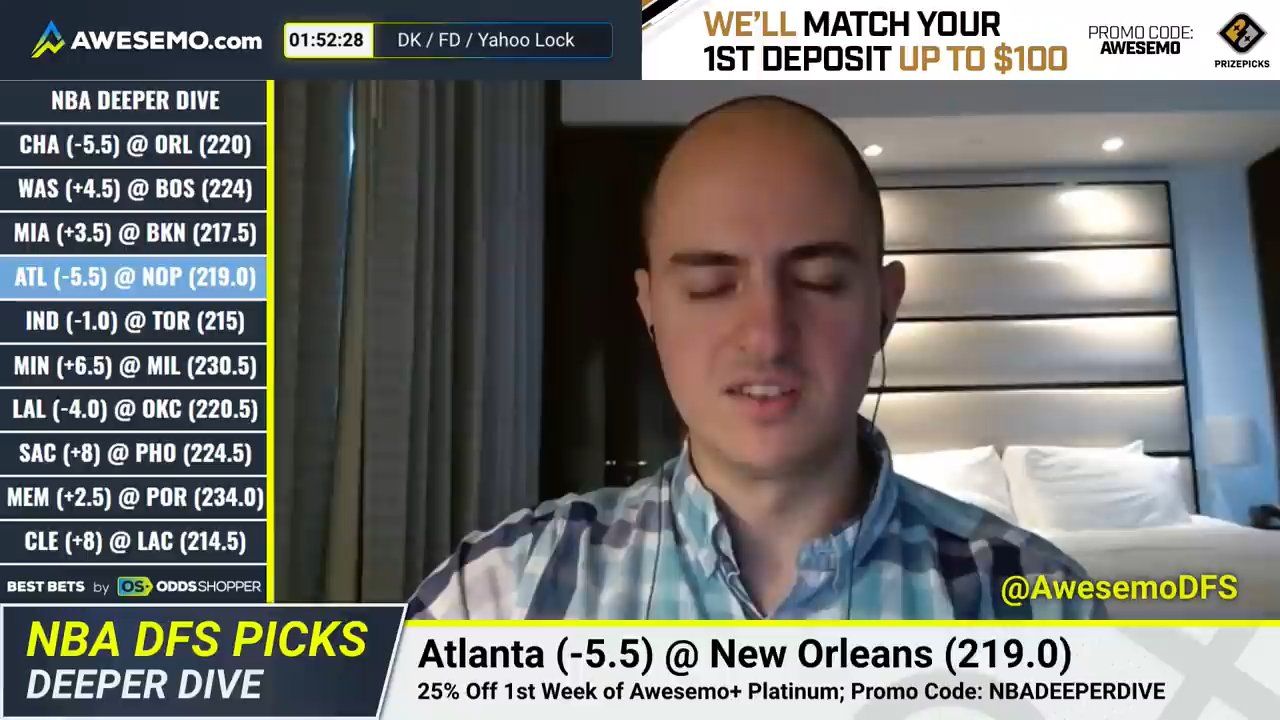 AWESEMO.com
01:52:28
DK / FD / Yahoo Lock
WE'LL MATCH YOUR
1ST DEPOSIT UP TO $100
PROMO CODE:
AWESEMO
PRIZEPICKS
NBA DEEPER DIVE
CHA (-5.5) @ ORL (220)
WAS (+4.5) @ BOS (224)
MIA (+3.5) @ BKN (217.5)
ATL (-5.5) @ NOP (219.0)
IND (-1.0) @ TOR (215)
MIN (+6.5) @ MIL (230.5)
LAL (-4.0) @ OKC (220.5)
SAC (+8) @ PHO (224.5)
MEM (+2.5) @ POR (234.0)
CLE (+8) @ LAC (214.5)
BEST BETS by OS ODDSSHOPPER
@AwesemoDFS
NBA DFS PICKS
DEEPER DIVE
Atlanta (-5.5) @ New Orleans (219.0)
25% Off 1st Week of Awesemo+ Platinum; Promo Code: NBADEEPERDIVE